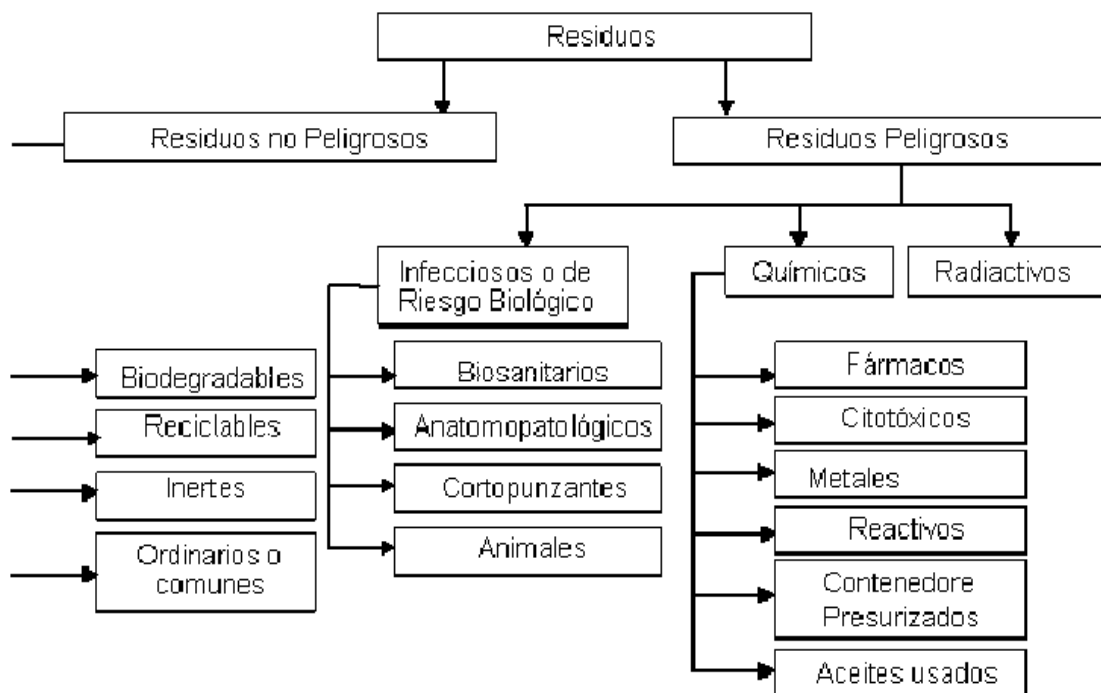 Residuos
Residuos no Peligrosos
Residuos Peligrosos
Infecciosos o de
Riesgo Biológico
Químicos
Radiactivos
Biodegradables
Reciclables
Inertes
Ordinarios o
comunes
Biosanitarios
Anatomopatológicos
Cortopunzantes
Animales
Fármacos
Citotóxicos
Metales
Reactivos
Contenedore
Presurizados
Aceites usados